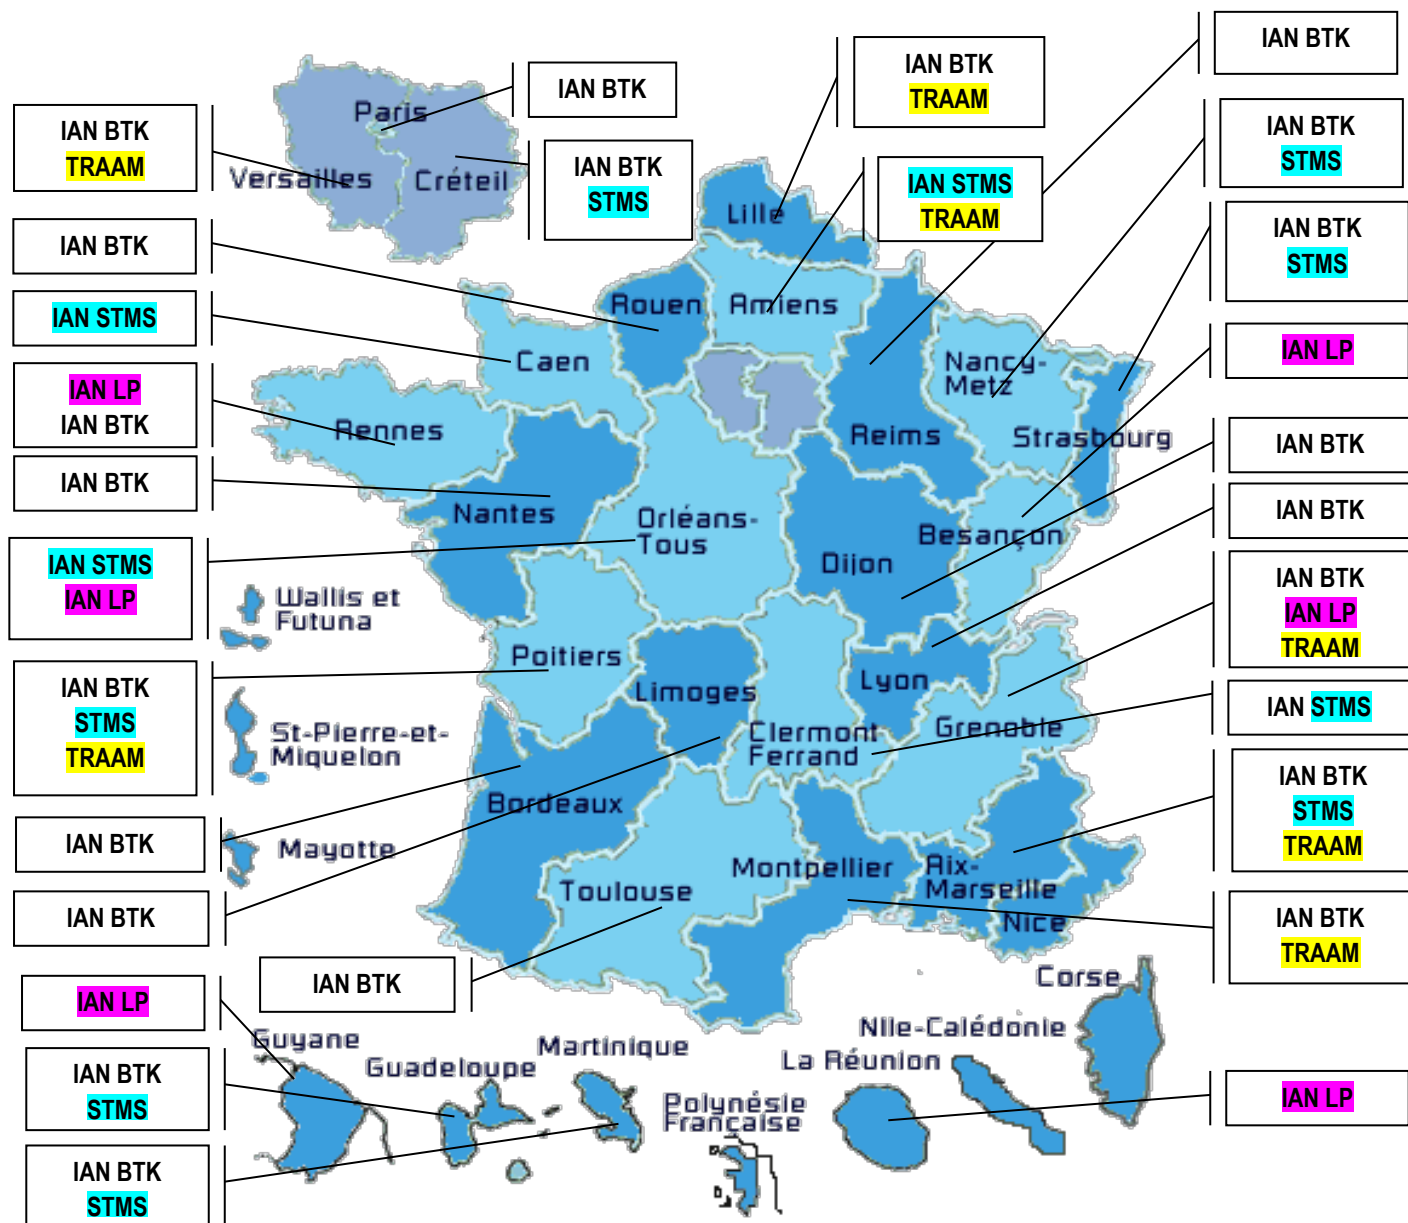 IAN BTK
IAN BTK
TRAAM
IAN BTK
Paris
Versailles
Créteil
IAN BTK
TRAAM
IAN BTK
STMS
IAN STMS
TRAAM
IAN BTK
STMS
IAN BTK
STMS
Lille
IAN BTK
IAN STMS
Rouen
Amiens
Caen
Nancy-
Metz
IAN LP
IAN LP
IAN BTK
Rennes
Reims
Strasbourg
IAN BTK
IAN BTK
Nantes
Orléans-
Tous
Dijon
Besançon
IAN BTK
IAN STMS
IAN LP
Wallis et
Futuna
IAN BTK
IAN LP
TRAAM
IAN BTK
STMS
TRAAM
Poitiers
Limoges
Lyon
IAN STMS
St-Pierre-et-
Miquelon
Clermont
Ferrand
Grenoble
Bordeaux
IAN BTK
STMS
TRAAM
IAN BTK
Mayotte
Montpellier
Aix-
Marseille
Toulouse
Nice
IAN BTK
IAN BTK
TRAAM
IAN BTK
IAN LP
Corse
Guyane
Guadeloupe
Martinique
Nlle-Calédonie
La Réunion
IAN BTK
STMS
Polynésie
Française
IAN LP
IAN BTK
STMS